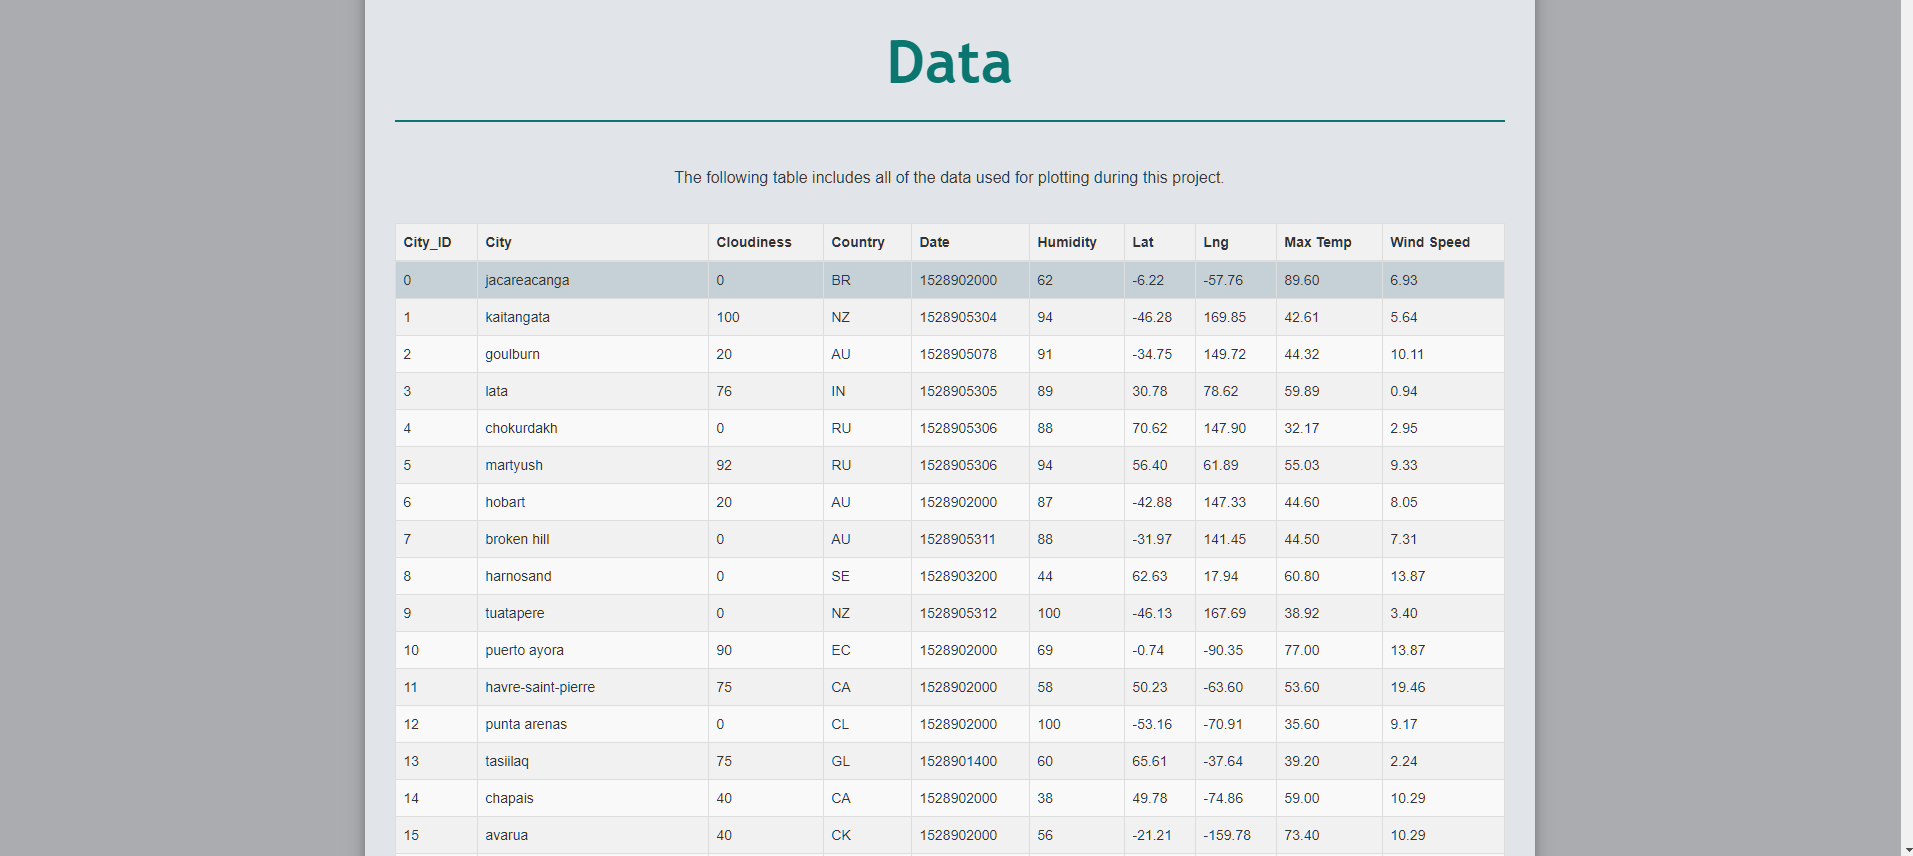 Data
The following table includes all of the data used for plotting during this project.
City_ID City Cloudiness Country Date Humidity Lat Lng Max Temp Wind Speed
0 jacareacanga 0 BR 1528902000 62 -6.22 -57.76 89.60 6.93
1 kaitangata 100 NZ 1528905304 94 -46.28 169.85 42.61 5.64
2 goulburn 20 AU 1528905078 91 -34.75 149.72 44.32 10.11
3 lata 76 IN 1528905305 89 30.78 78.62 59.89 0.94
4 chokurdakh 0 RU 1528905306 88 70.62 147.90 32.17 2.95
5 martyush 92 RU 1528905306 94 56.40 61.89 55.03 9.33
6 hobart 20 AU 1528902000 87 -42.88 147.33 44.60 8.05
7 broken hill 0 AU 1528905311 88 -31.97 141.45 44.50 7.31
8 harnosand 0 SE 1528903200 44 62.63 17.94 60.80 13.87
9 tuatapere 0 NZ 1528905312 100 -46.13 167.69 38.92 3.40
10 puerto ayora 90 EC 1528902000 69 -0.74 -90.35 77.00 13.87
11 havre-saint-pierre 75 CA 1528902000 58 50.23 -63.60 53.60 19.46
12 punta arenas 0 CL 1528902000 100 -53.16 -70.91 35.60 9.17
13 tasiilaq 75 GL 1528901400 60 65.61 -37.64 39.20 2.24
14 chapais 40 CA 1528902000 38 49.78 -74.86 59.00 10.29
15 avarua 40 CK 1528902000 56 -21.21 -159.78 73.40 10.29